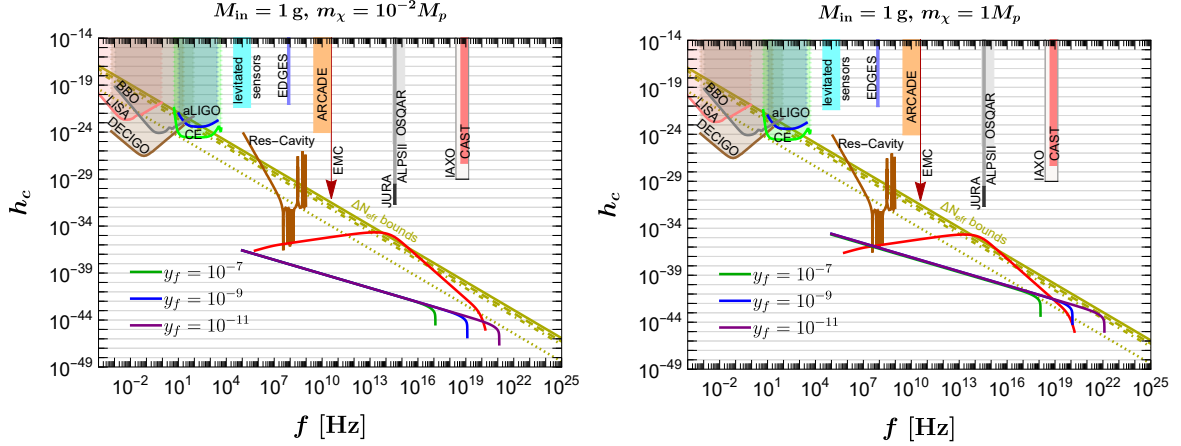 M_in = 1 g, m_χ = 10^-2 M_p
10^-14
10^-19
10^-24
10^-29
10^-34
10^-39
10^-44
10^-49
h_c
BBO
LISA
DECIGO
aLIGO
CE
levitated
sensors
EDGES
ARCADE
Res-Cavity
EMC
JURA
ALPSII OSQAR
IAXO
CAST
ΔN_eff bounds
y_f = 10^-7
y_f = 10^-9
y_f = 10^-11
10^-2 10^1 10^4 10^7 10^10 10^13 10^16 10^19 10^22 10^25
f [Hz]
M_in = 1 g, m_χ = 1M_p
10^-14
10^-19
10^-24
10^-29
10^-34
10^-39
10^-44
10^-49
h_c
BBO
LISA
DECIGO
aLIGO
CE
levitated
sensors
EDGES
ARCADE
Res-Cavity
EMC
JURA
ALPSII OSQAR
IAXO
CAST
ΔN_eff bounds
y_f = 10^-7
y_f = 10^-9
y_f = 10^-11
10^-2 10^1 10^4 10^7 10^10 10^13 10^16 10^19 10^22 10^25
f [Hz]